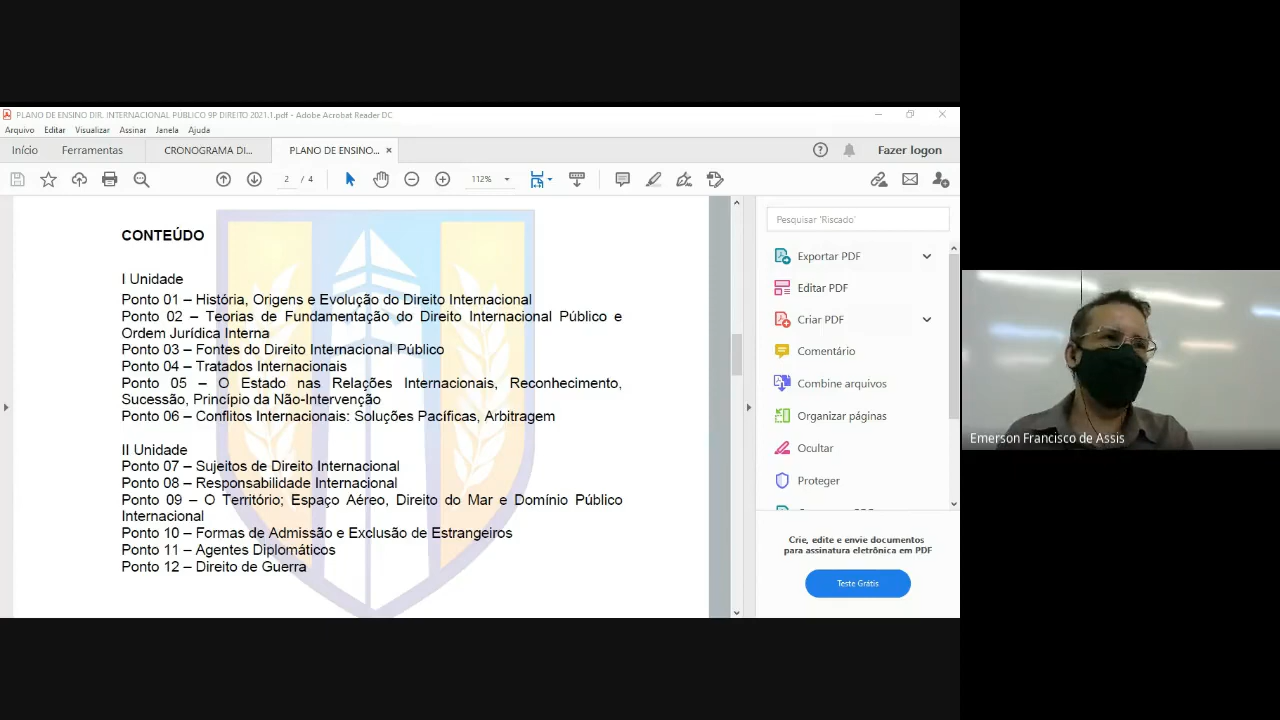 PLANO DE ENSINO DIR. INTERNACIONAL PUBLICO 9P DIREITO 2021.1.pdf - Adobe Acrobat Reader DC
Arquivo Editar Visualizar Assinar Janela Ajuda
Início Ferramentas CRONOGRAMA DI... PLANO DE ENSINO... × Fazer logon
2 / 4 112%
CONTEÚDO
I Unidade
Ponto 01 – História, Origens e Evolução do Direito Internacional
Ponto 02 – Teorias de Fundamentação do Direito Internacional Público e
Ordem Jurídica Interna
Ponto 03 – Fontes do Direito Internacional Público
Ponto 04 – Tratados Internacionais
Ponto 05 – O Estado nas Relações Internacionais, Reconhecimento,
Sucessão, Princípio da Não-Intervenção
Ponto 06 – Conflitos Internacionais: Soluções Pacíficas, Arbitragem
II Unidade
Ponto 07 – Sujeitos de Direito Internacional
Ponto 08 – Responsabilidade Internacional
Ponto 09 – O Território; Espaço Aéreo, Direito do Mar e Domínio Público
Internacional
Ponto 10 – Formas de Admissão e Exclusão de Estrangeiros
Ponto 11 – Agentes Diplomáticos
Ponto 12 – Direito de Guerra
Pesquisar 'Riscado'
Exportar PDF
Editar PDF
Criar PDF
Comentário
Combine arquivos
Organizar páginas
Ocultar
Proteger
Crie, edite e envie documentos
para assinatura eletrônica em PDF
Teste Grátis
Emerson Francisco de Assis